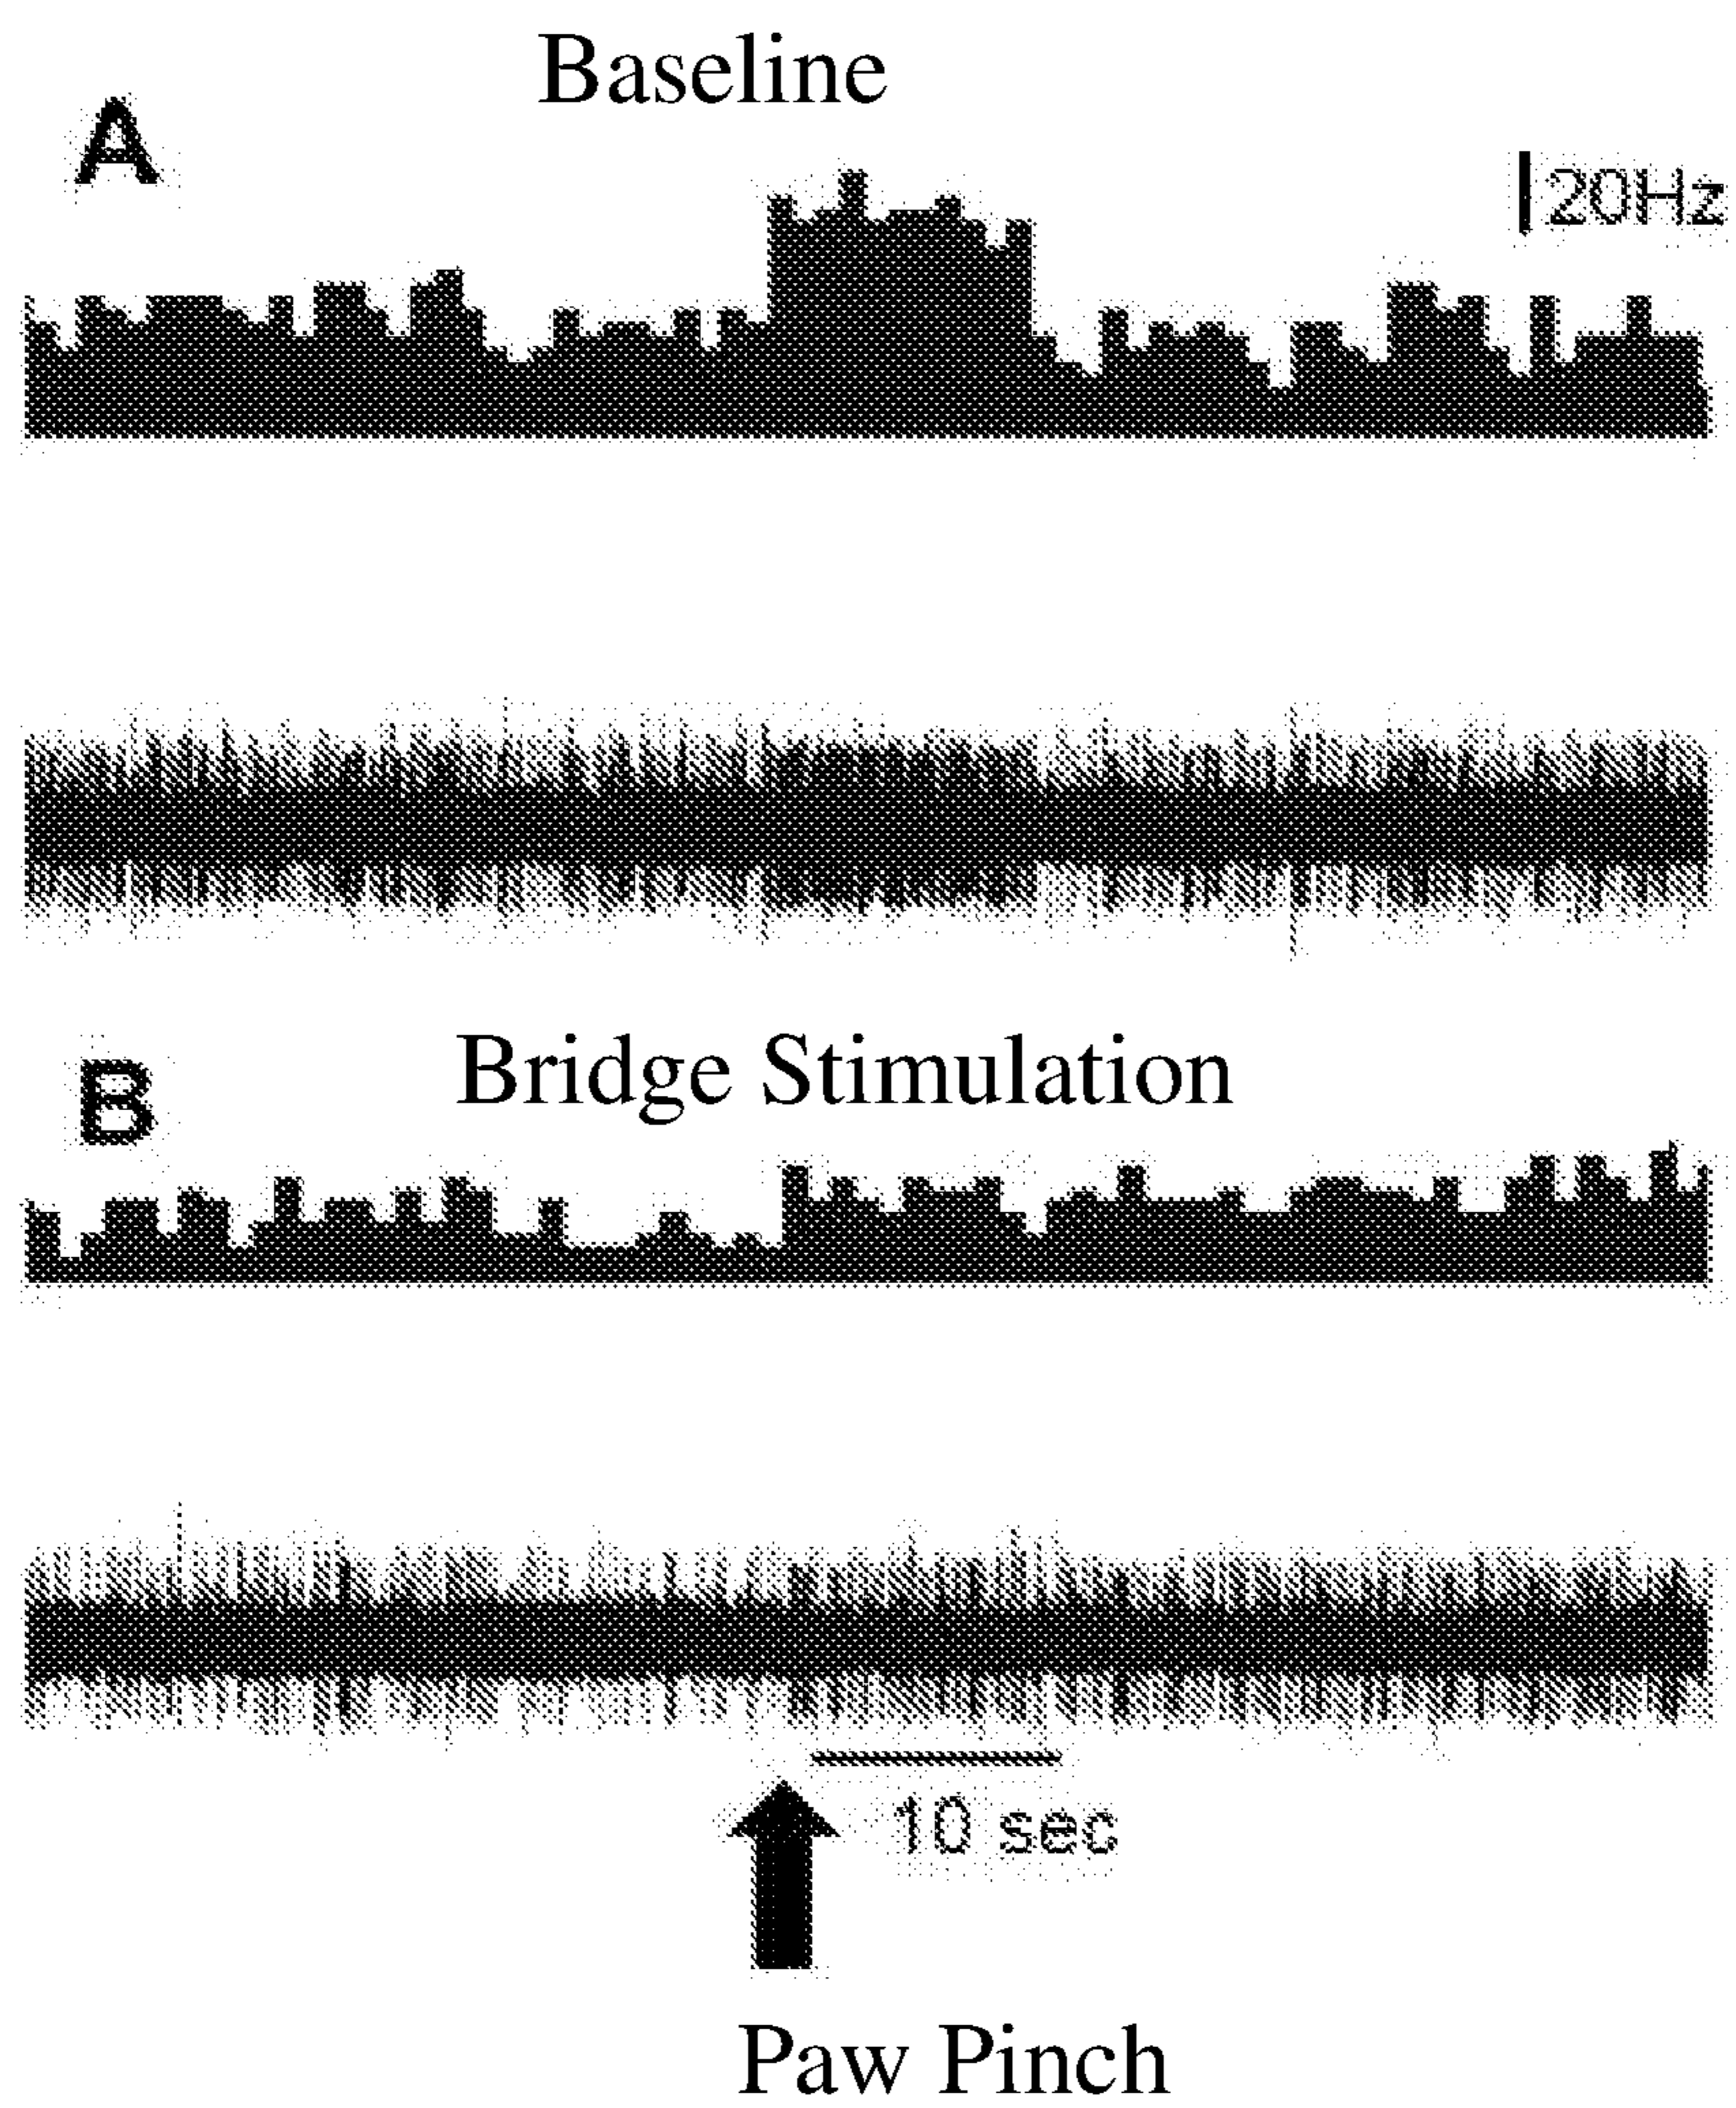 Baseline
A
20Hz
Bridge Stimulation
B
10 sec
Paw Pinch